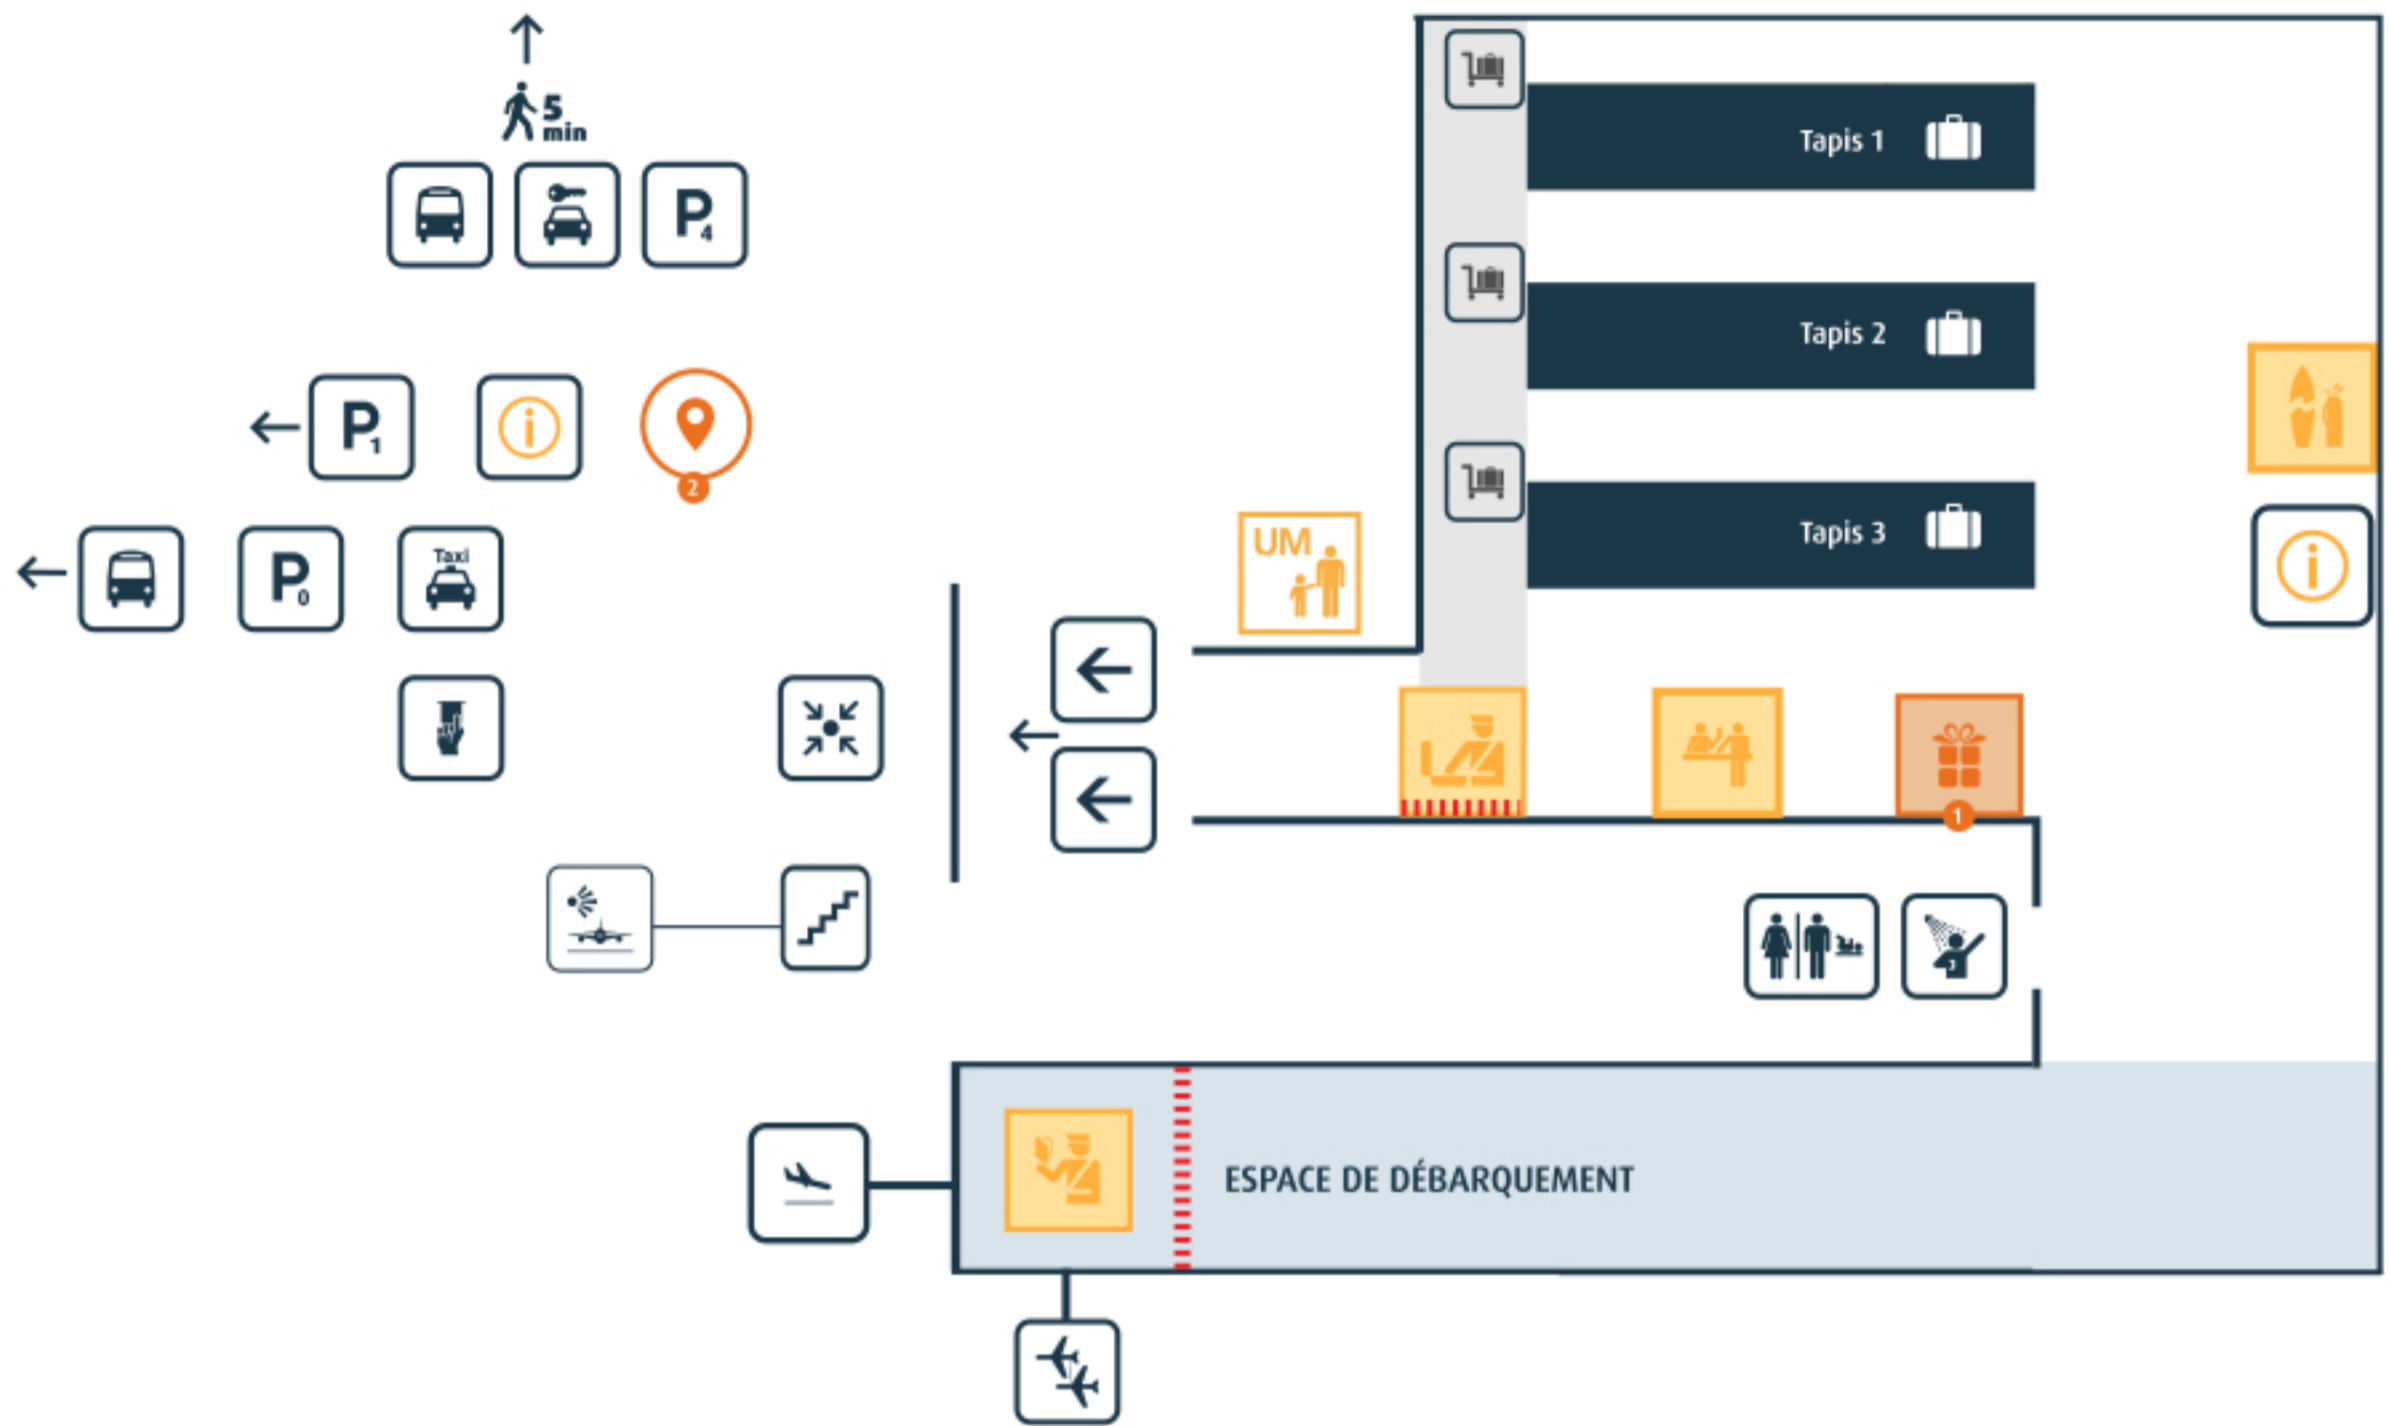 5
min
P4
Tapis 1
Tapis 2
P1
i
2
UM
Tapis 3
i
P0
Taxi
1
ESPACE DE DÉBARQUEMENT